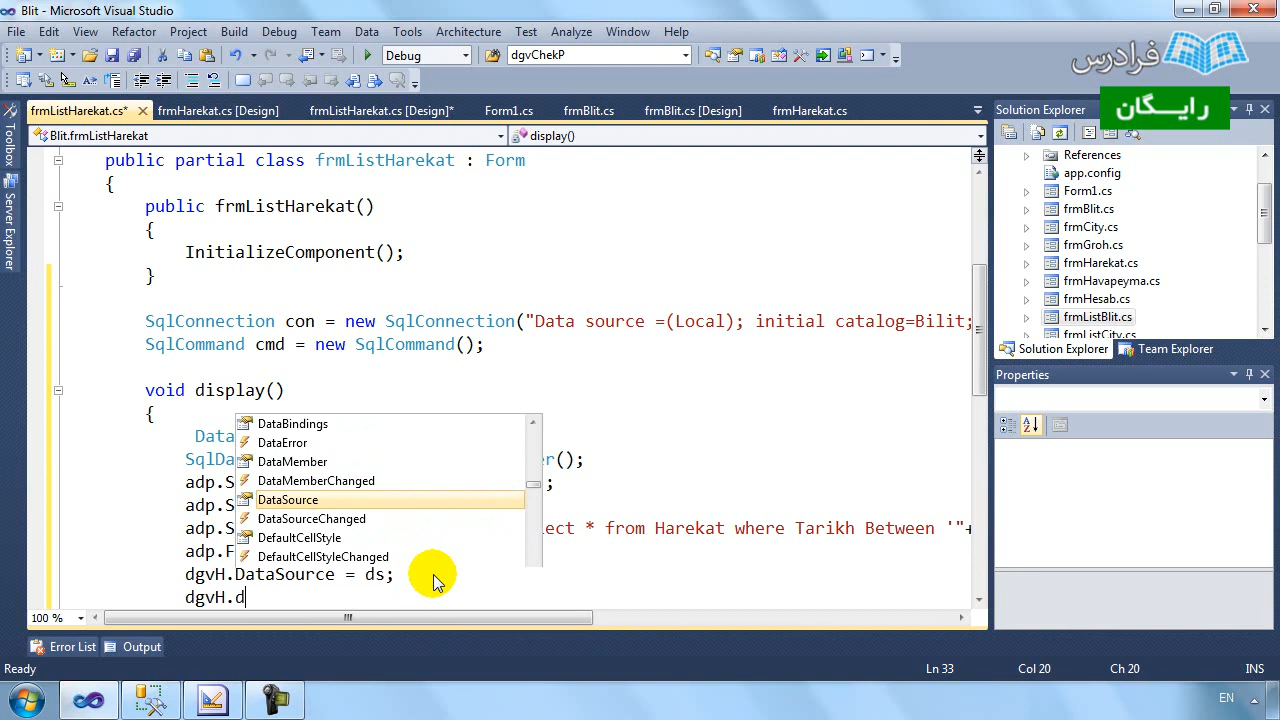 Blit - Microsoft Visual Studio
File Edit View Refactor Project Build Debug Team Data Tools Architecture Test Analyze Window Help
Debug dgvChekP
فرادرس
رایــگان
frmListHarekat.cs* frmHarekat.cs [Design] frmListHarekat.cs [Design]* Form1.cs frmBlit.cs frmBlit.cs [Design] frmHarekat.cs
Solution Explorer
Blit.frmListHarekat display()
Toolbox
Server Explorer
public partial class frmListHarekat : Form
{
public frmListHarekat()
{
InitializeComponent();
}
SqlConnection con = new SqlConnection("Data source =(Local); initial catalog=Bilit;
SqlCommand cmd = new SqlCommand();
void display()
{
Data
SqlDa er();
adp.S ;
adp.S
adp.S ect * from Harekat where Tarikh Between '"+
adp.F
dgvH.DataSource = ds;
dgvH.d
DataBindings
DataError
DataMember
DataMemberChanged
DataSource
DataSourceChanged
DefaultCellStyle
DefaultCellStyleChanged
100 %
References
app.config
Form1.cs
frmBlit.cs
frmCity.cs
frmGroh.cs
frmHarekat.cs
frmHavapeyma.cs
frmHesab.cs
frmListBlit.cs
frmListCity.cs
Solution Explorer Team Explorer
Properties
Error List Output
Ready Ln 33 Col 20 Ch 20 INS
EN